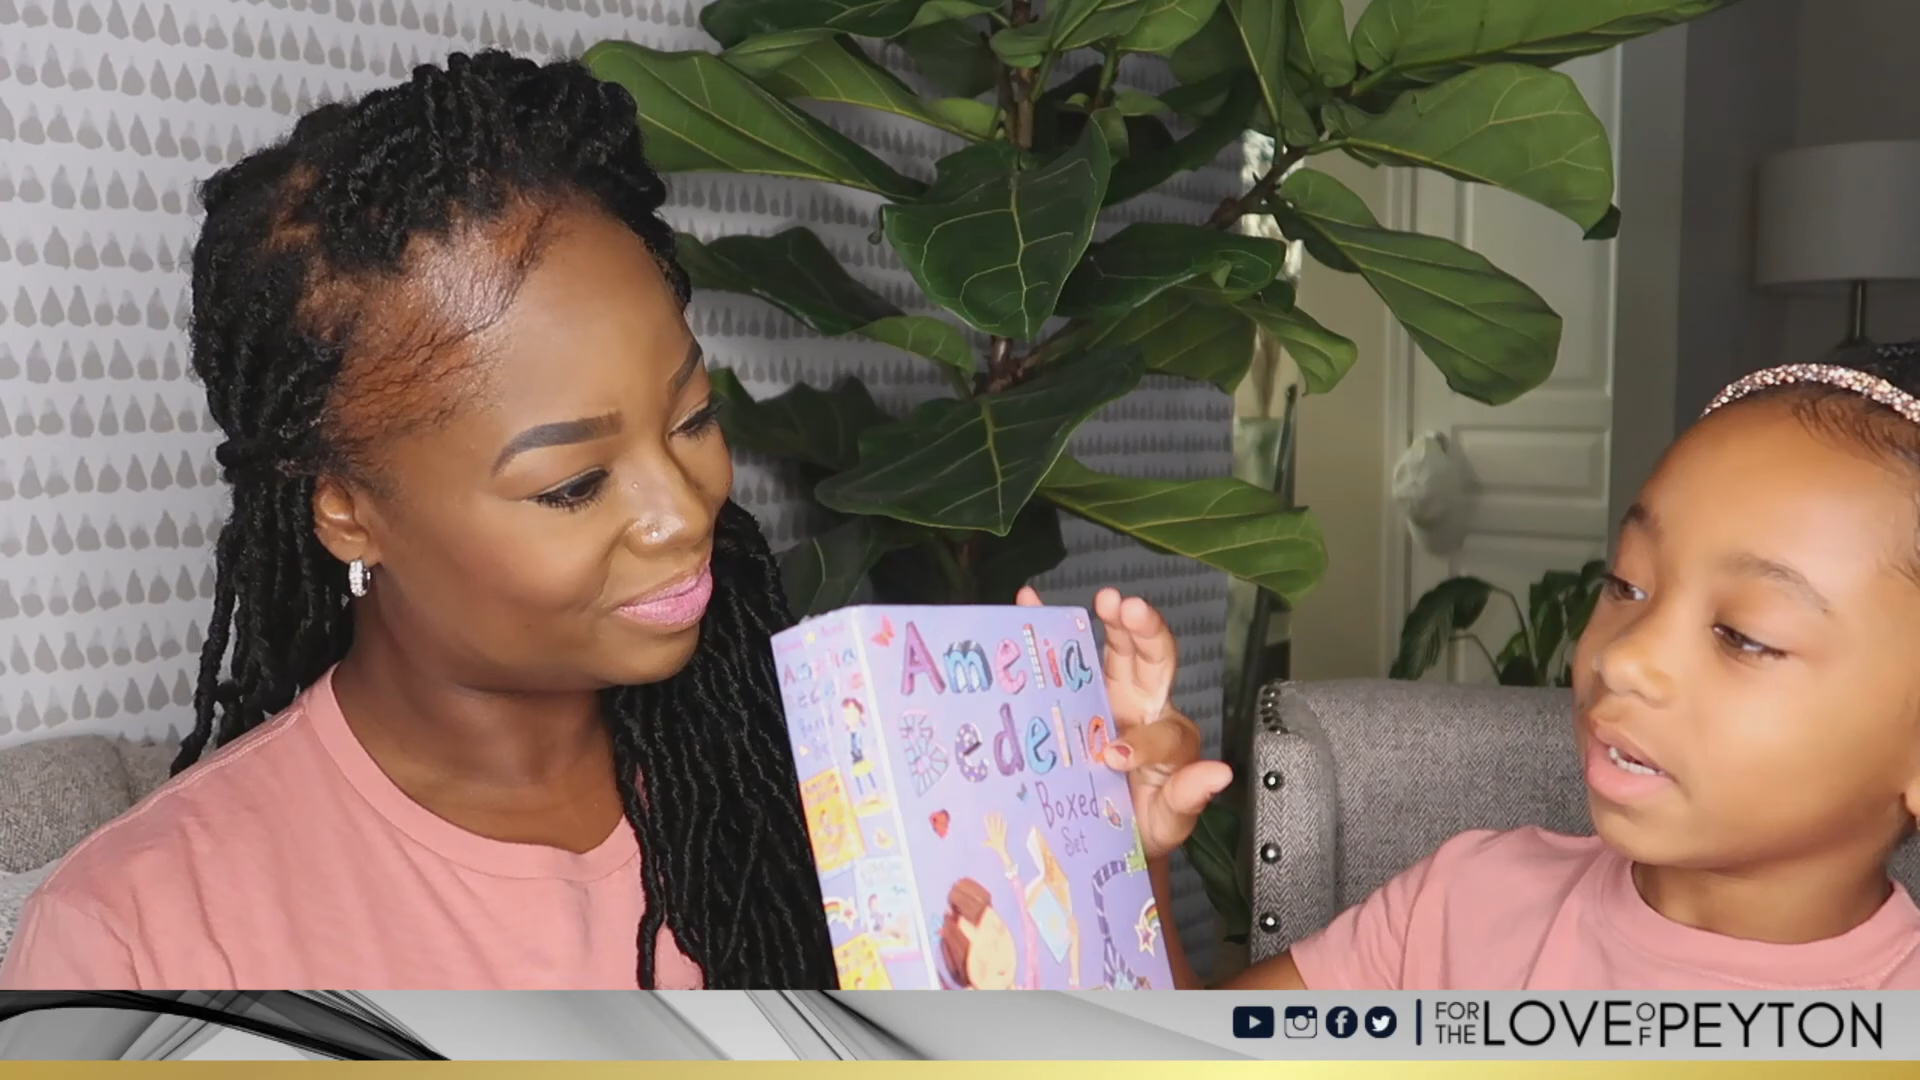 Amelia
Bedelia
Boxed
Set
FOR THE LOVE OF PEYTON